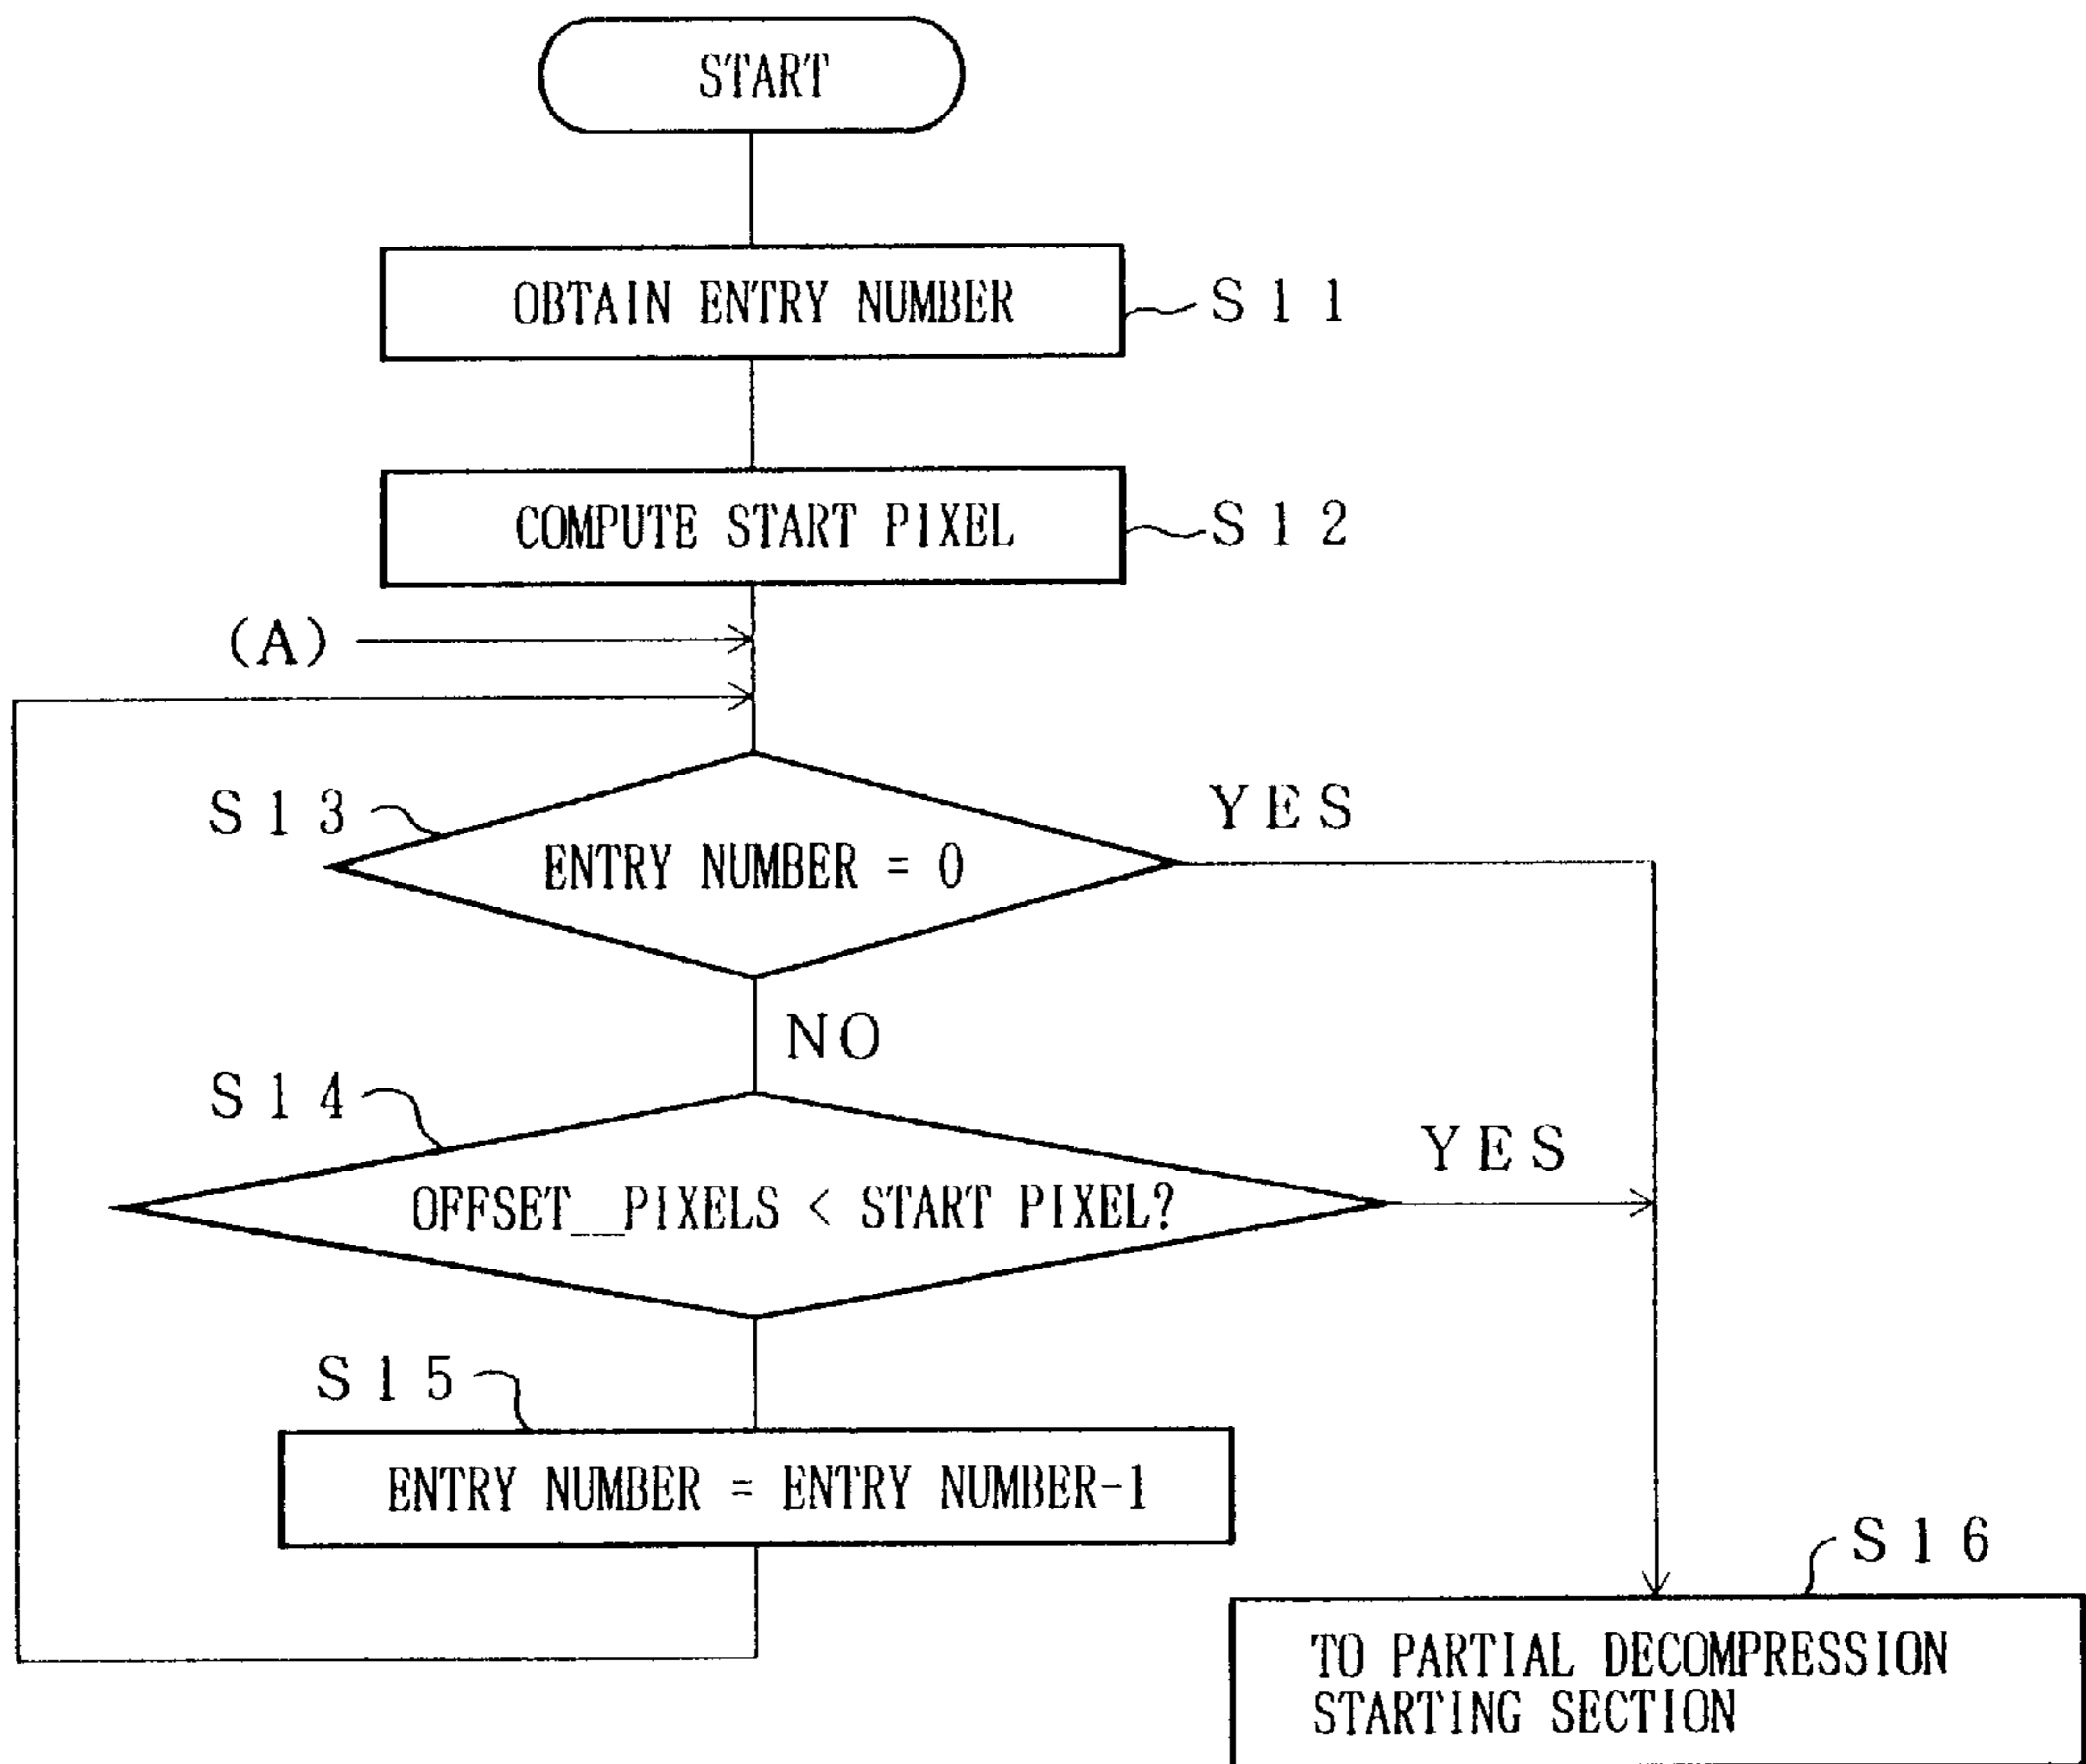 START
OBTAIN ENTRY NUMBER
S11
COMPUTE START PIXEL
S12
(A)
S13
ENTRY NUMBER = 0
YES
NO
S14
OFFSET__PIXELS < START PIXEL?
YES
S15
ENTRY NUMBER = ENTRY NUMBER-1
S16
TO PARTIAL DECOMPRESSION
STARTING SECTION